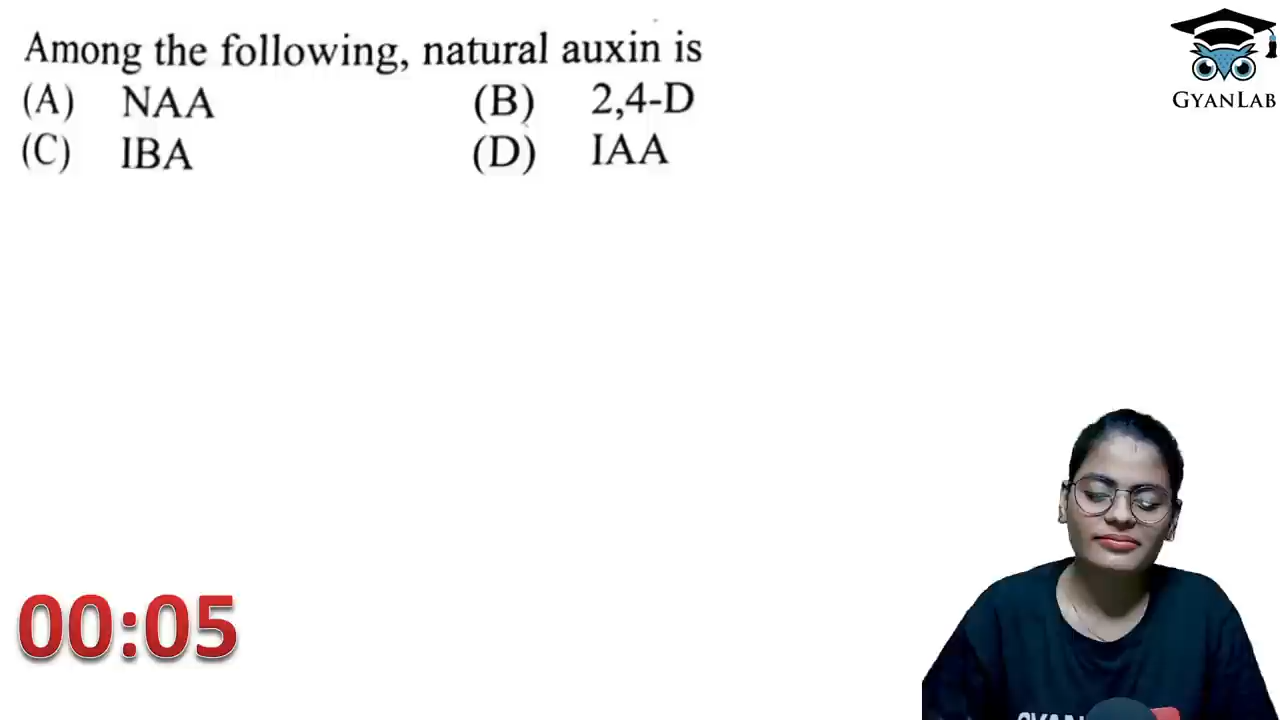 Among the following, natural auxin is
(A) NAA (B) 2,4-D
(C) IBA (D) IAA
GYANLAB
00:05